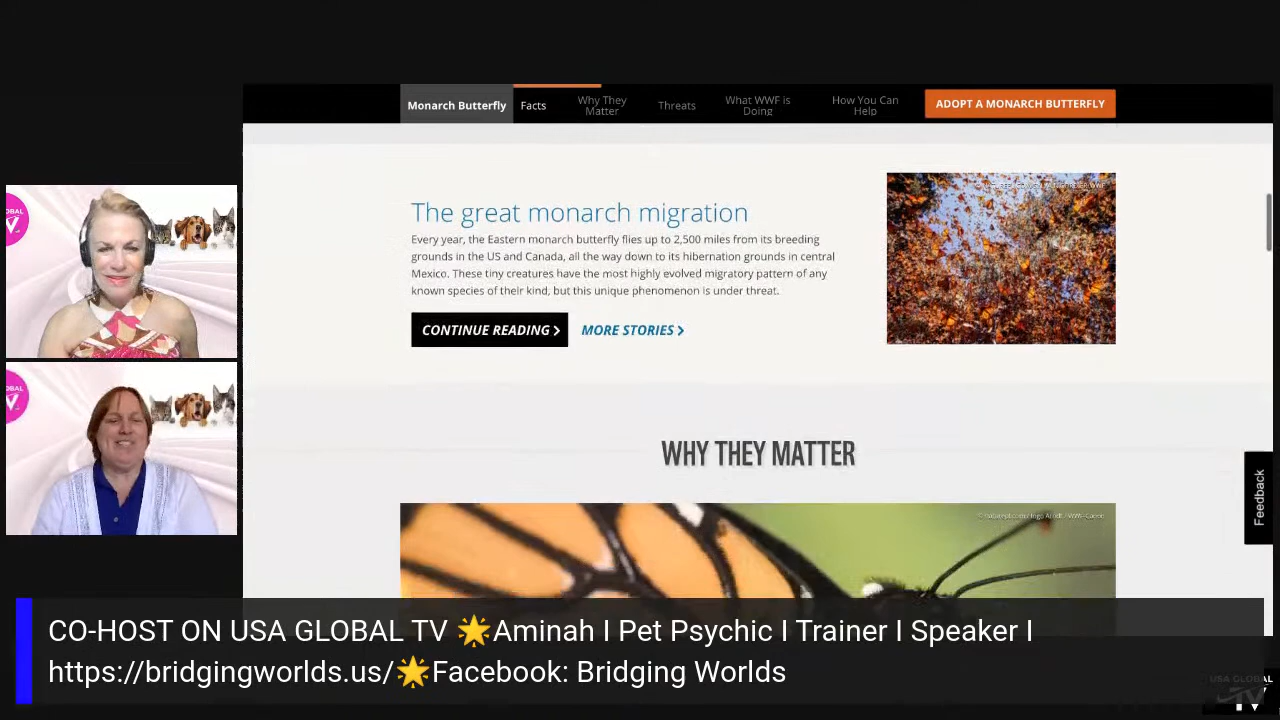 Monarch Butterfly
Facts
Why They
Matter
Threats
What WWF is
Doing
How You Can
Help
ADOPT A MONARCH BUTTERFLY
The great monarch migration
Every year, the Eastern monarch butterfly flies up to 2,500 miles from its breeding
grounds in the US and Canada, all the way down to its hibernation grounds in central
Mexico. These tiny creatures have the most highly evolved migratory pattern of any
known species of their kind, but this unique phenomenon is under threat.
CONTINUE READING >
MORE STORIES >
WHY THEY MATTER
Feedback
CO-HOST ON USA GLOBAL TV 🌟Aminah I Pet Psychic I Trainer I Speaker I
https://bridgingworlds.us/🌟Facebook: Bridging Worlds
USA GLOBAL
TV